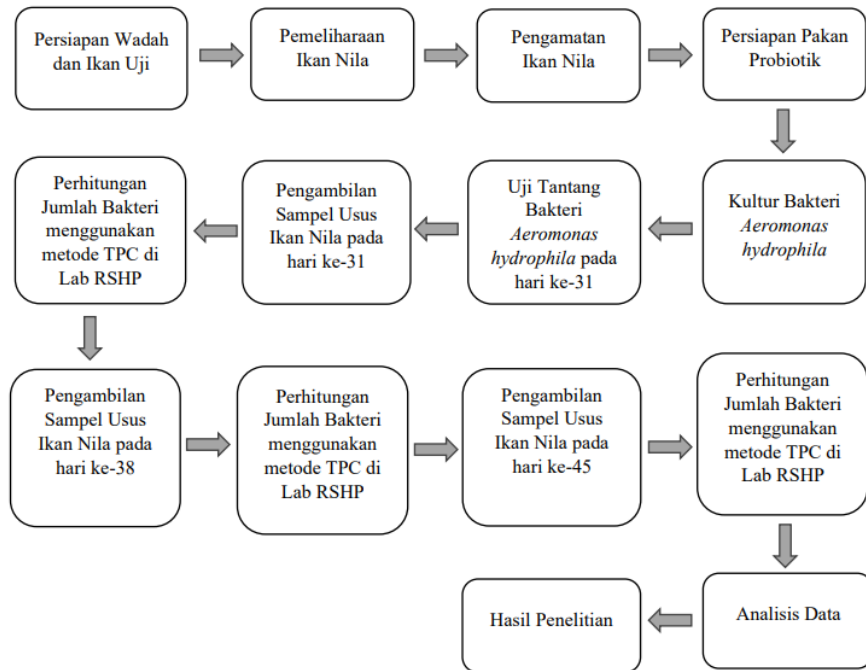 Persiapan Wadah
dan Ikan Uji
Pemeliharaan
Ikan Nila
Pengamatan
Ikan Nila
Persiapan Pakan
Probiotik
Kultur Bakteri
Aeromonas
hydrophila
Uji Tantang
Bakteri
Aeromonas
hydrophila pada
hari ke-31
Pengambilan
Sampel Usus
Ikan Nila pada
hari ke-31
Perhitungan
Jumlah Bakteri
menggunakan
metode TPC di
Lab RSHP
Pengambilan
Sampel Usus
Ikan Nila pada
hari ke-38
Perhitungan
Jumlah Bakteri
menggunakan
metode TPC di
Lab RSHP
Pengambilan
Sampel Usus
Ikan Nila pada
hari ke-45
Perhitungan
Jumlah Bakteri
menggunakan
metode TPC di
Lab RSHP
Analisis Data
Hasil Penelitian